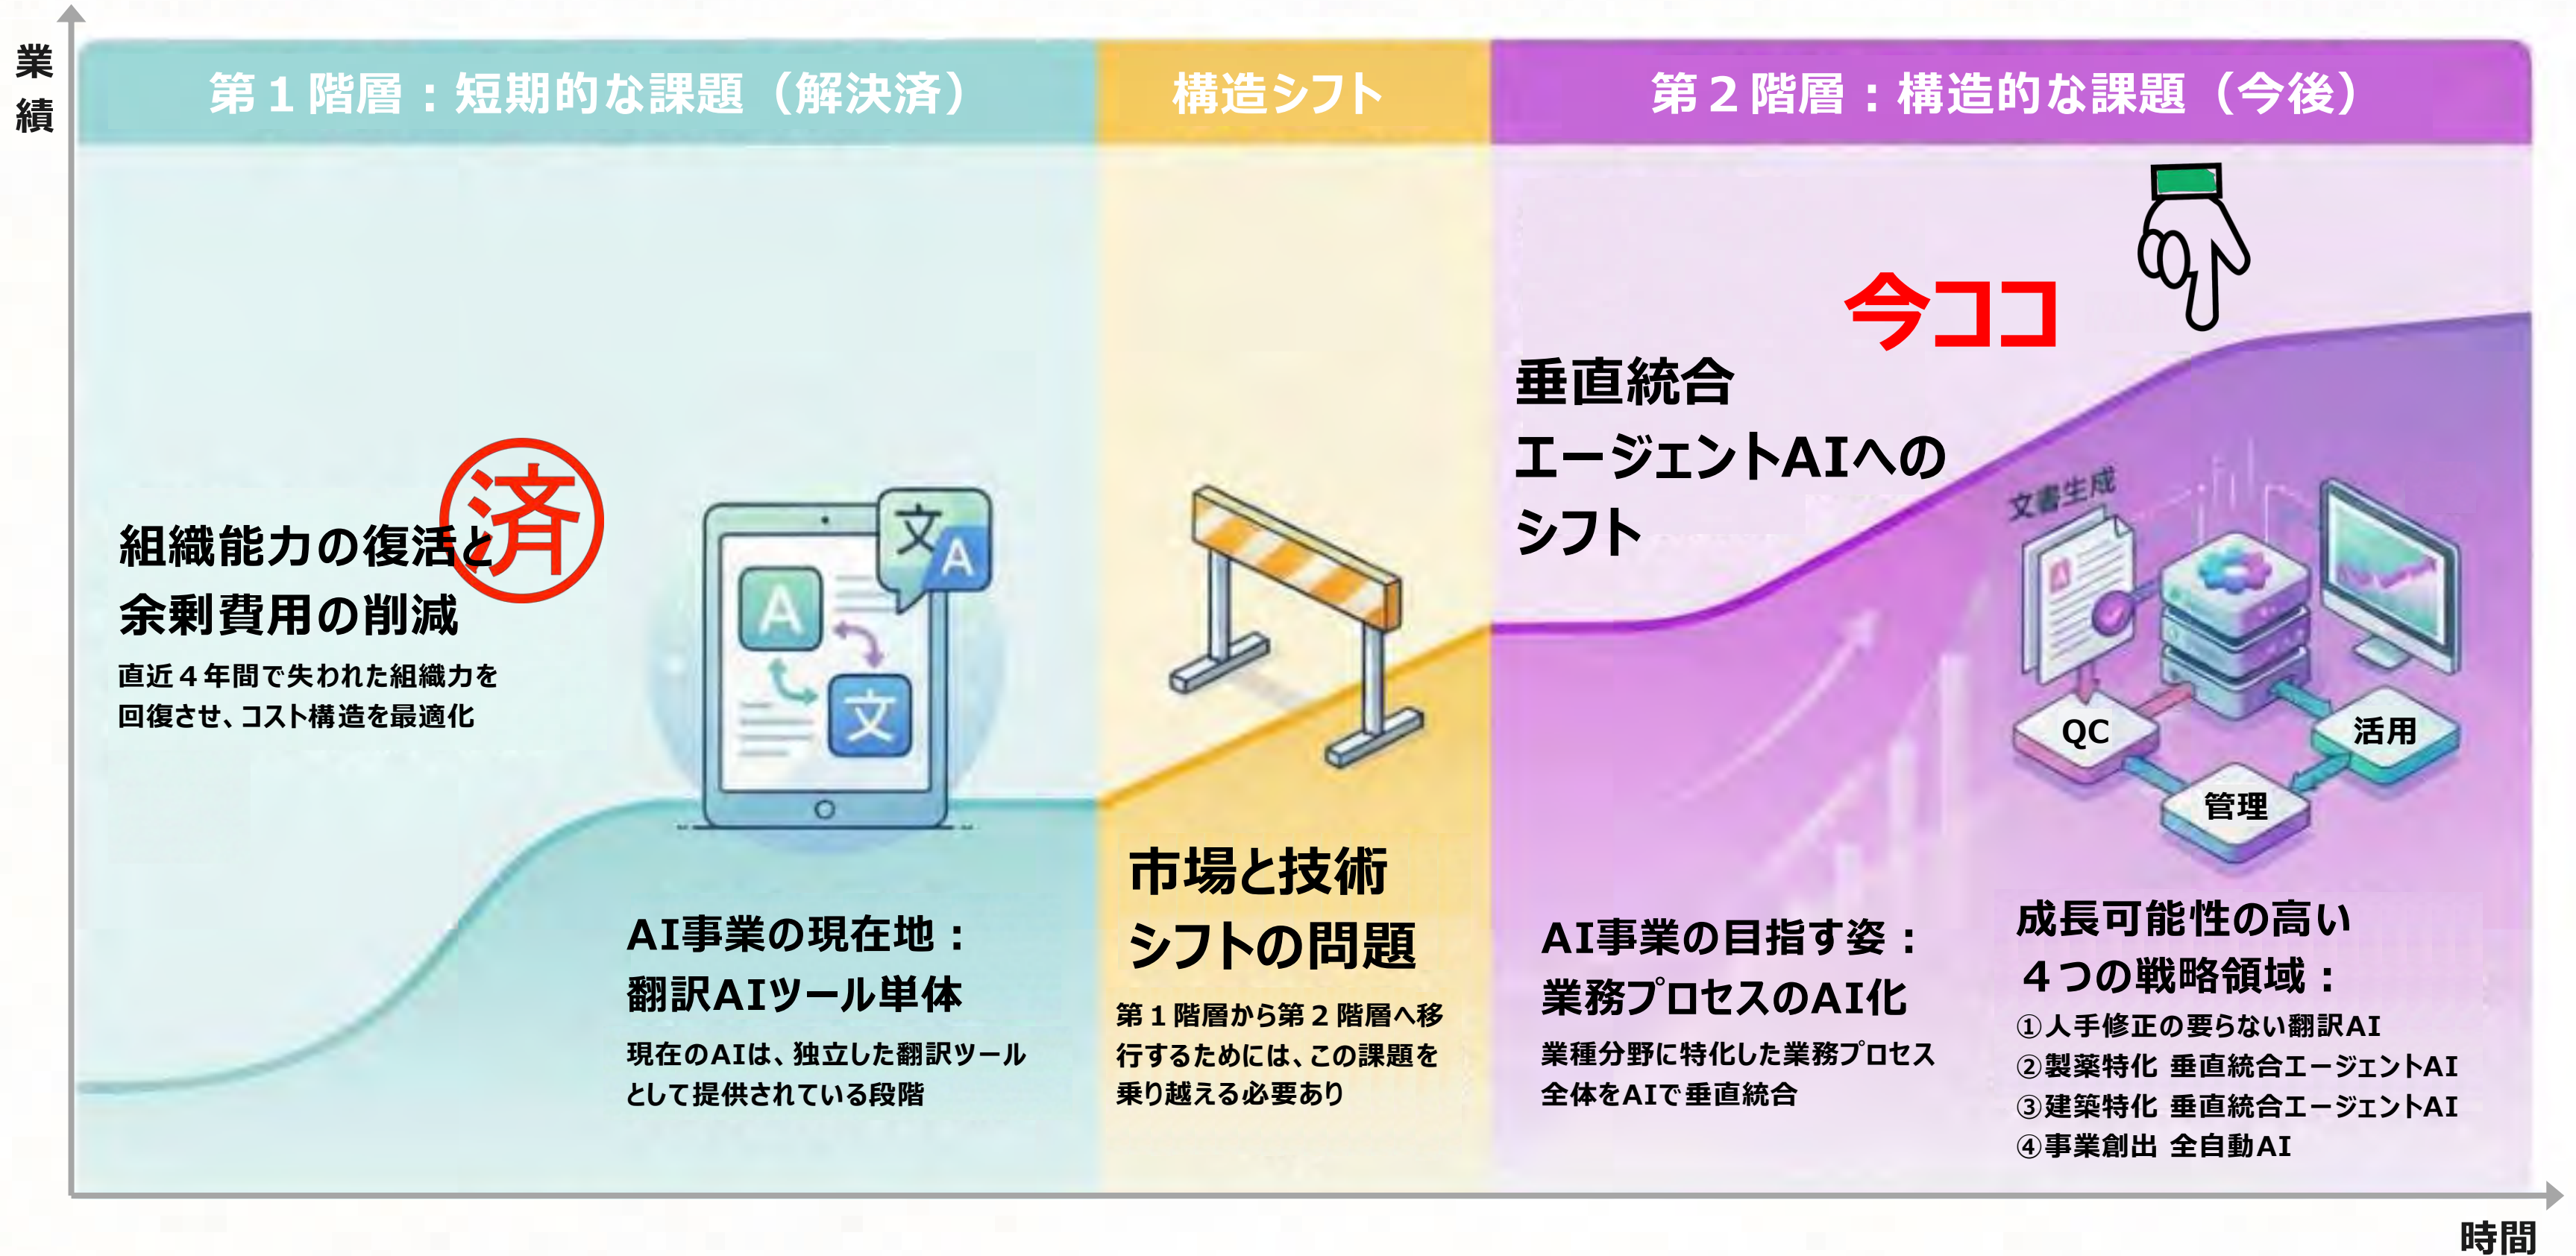 業績
第１階層：短期的な課題（解決済）
構造シフト
第２階層：構造的な課題（今後）
今ココ
垂直統合
エージェントAIへの
シフト
済
組織能力の復活と
余剰費用の削減
直近４年間で失われた組織力を
回復させ、コスト構造を最適化
文
A
A
文
文書生成
A
QC
活用
管理
AI事業の現在地：
翻訳AIツール単体
現在のAIは、独立した翻訳ツール
として提供されている段階
市場と技術
シフトの問題
第１階層から第２階層へ移
行するためには、この課題を
乗り越える必要あり
AI事業の目指す姿：
業務プロセスのAI化
業種分野に特化した業務プロセス
全体をAIで垂直統合
成長可能性の高い
４つの戦略領域：
①人手修正の要らない翻訳AI
②製薬特化 垂直統合エージェントAI
③建築特化 垂直統合エージェントAI
④事業創出 全自動AI
時間